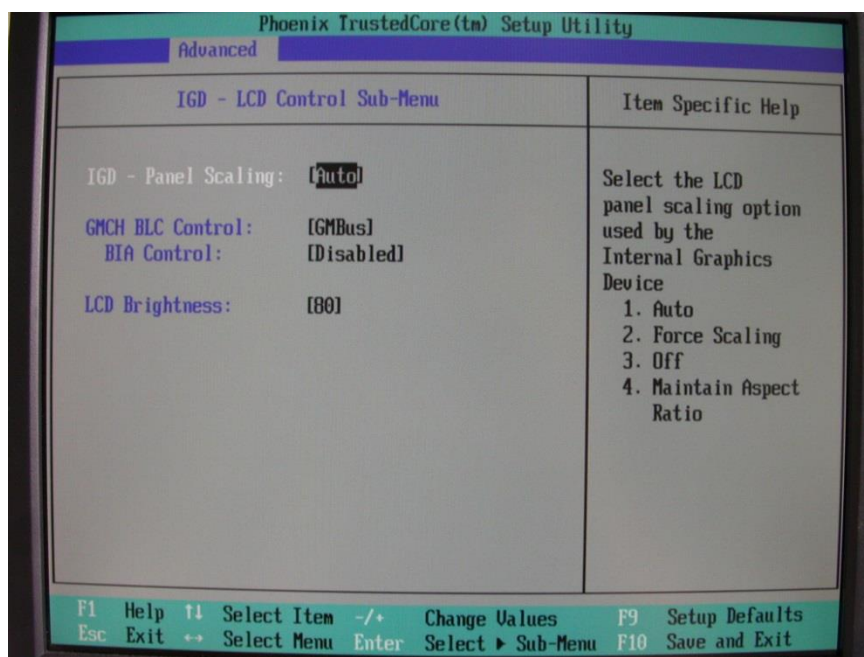 Phoenix TrustedCore(tm) Setup Utility
Advanced
IGD - LCD Control Sub-Menu
Item Specific Help
IGD - Panel Scaling: [Auto]
GMCH BLC Control: [GMBus]
BIA Control: [Disabled]
LCD Brightness: [80]
Select the LCD
panel scaling option
used by the
Internal Graphics
Device
1. Auto
2. Force Scaling
3. Off
4. Maintain Aspect
Ratio
F1 Help ↑↓ Select Item -/+ Change Values F9 Setup Defaults
Esc Exit ↔ Select Menu Enter Select ▶ Sub-Menu F10 Save and Exit